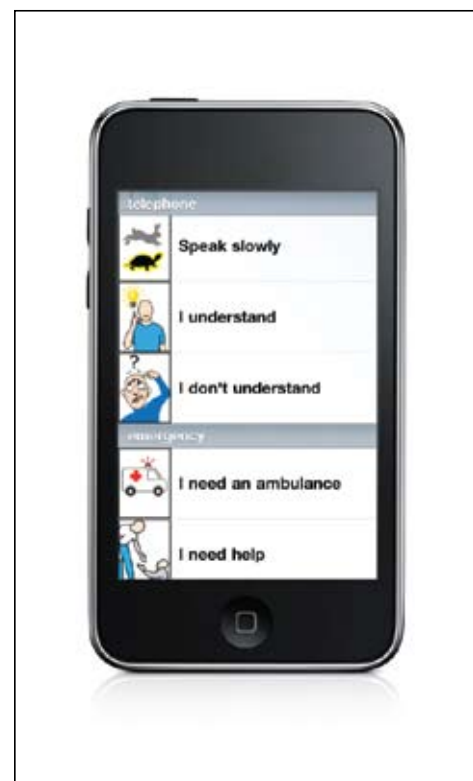 telephone
Speak slowly
I understand
?
I don't understand
emergency
I need an ambulance
I need help